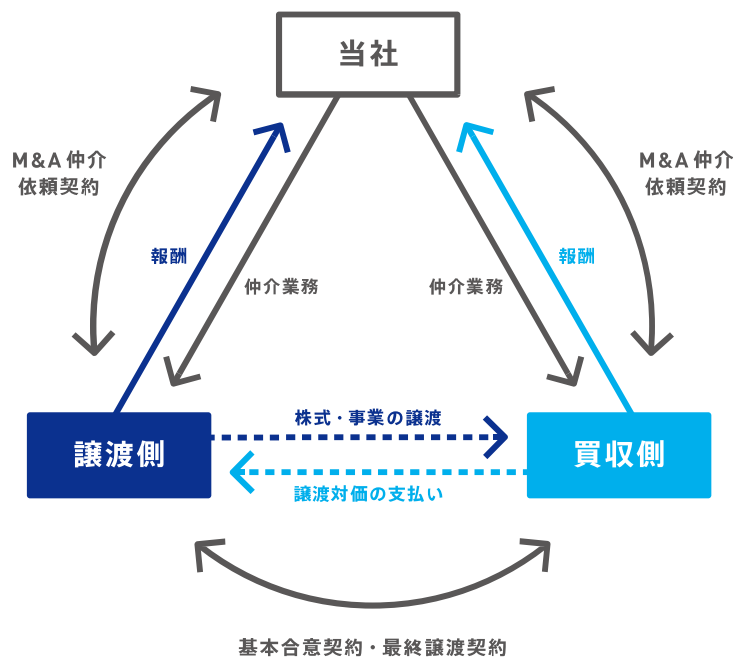 当社
M&A 仲介
依頼契約
M&A 仲介
依頼契約
報酬
報酬
仲介業務
仲介業務
株式・事業の譲渡
譲渡側
買収側
譲渡対価の支払い
基本合意契約・最終譲渡契約